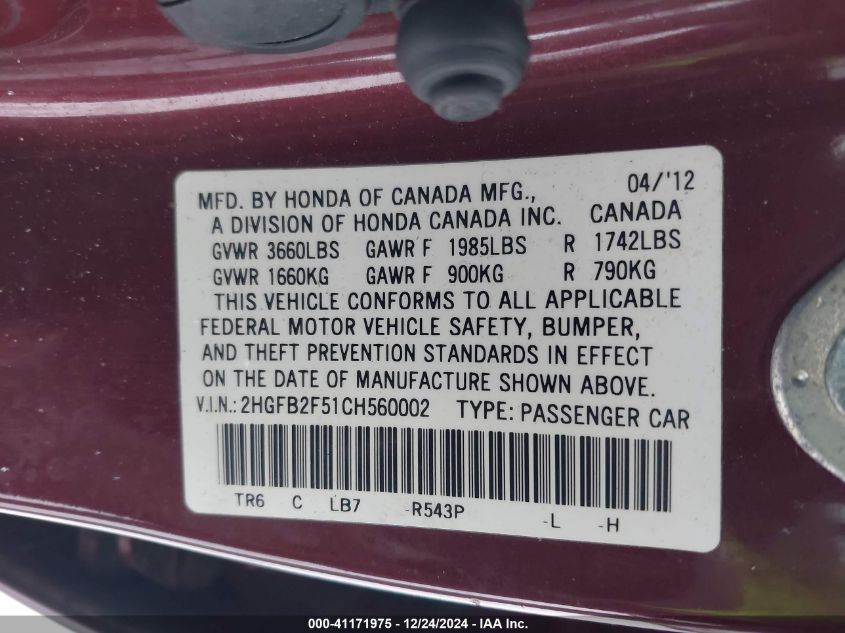 04/'12
MFD. BY HONDA OF CANADA MFG.,
A DIVISION OF HONDA CANADA INC. CANADA
GVWR 3660LBS GAWR F 1985LBS R 1742LBS
GVWR 1660KG GAWR F 900KG R 790KG
THIS VEHICLE CONFORMS TO ALL APPLICABLE
FEDERAL MOTOR VEHICLE SAFETY, BUMPER,
AND THEFT PREVENTION STANDARDS IN EFFECT
ON THE DATE OF MANUFACTURE SHOWN ABOVE.
V.I.N.: 2HGFB2F51CH560002 TYPE: PASSENGER CAR
TR6 C LB7 -R543P -L -H
000-41171975 - 12/24/2024 - IAA Inc.